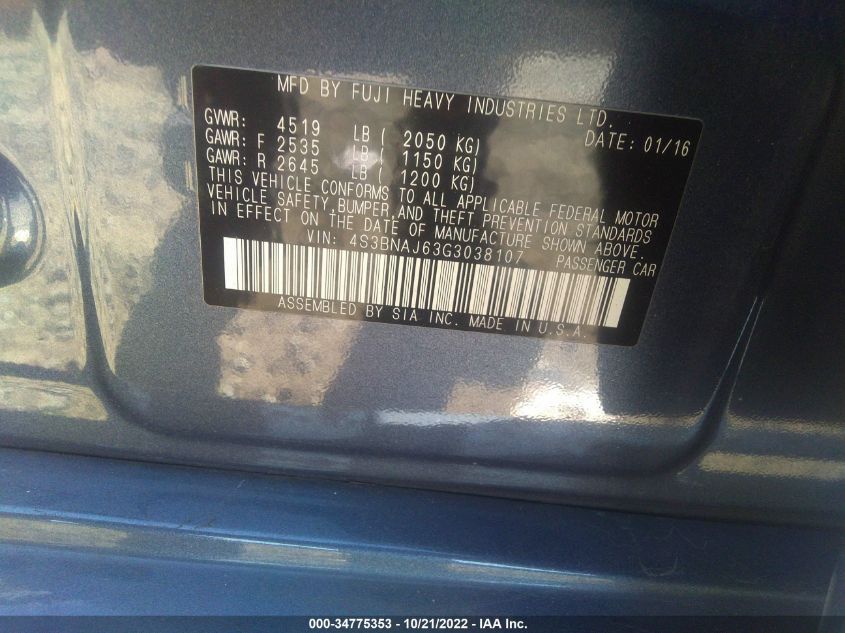 MFD BY FUJI HEAVY INDUSTRIES LTD.
GVWR: 4519 LB ( 2050 KG) DATE: 01/16
GAWR: F 2535 LB ( 1150 KG)
GAWR: R 2645 LB ( 1200 KG)
THIS VEHICLE CONFORMS TO ALL APPLICABLE FEDERAL MOTOR
VEHICLE SAFETY, BUMPER, AND THEFT PREVENTION STANDARDS
IN EFFECT ON THE DATE OF MANUFACTURE SHOWN ABOVE.
VIN: 4S3BNAJ63G3038107 PASSENGER CAR
ASSEMBLED BY SIA INC. MADE IN U.S.A.
000-34775353 - 10/21/2022 - IAA Inc.